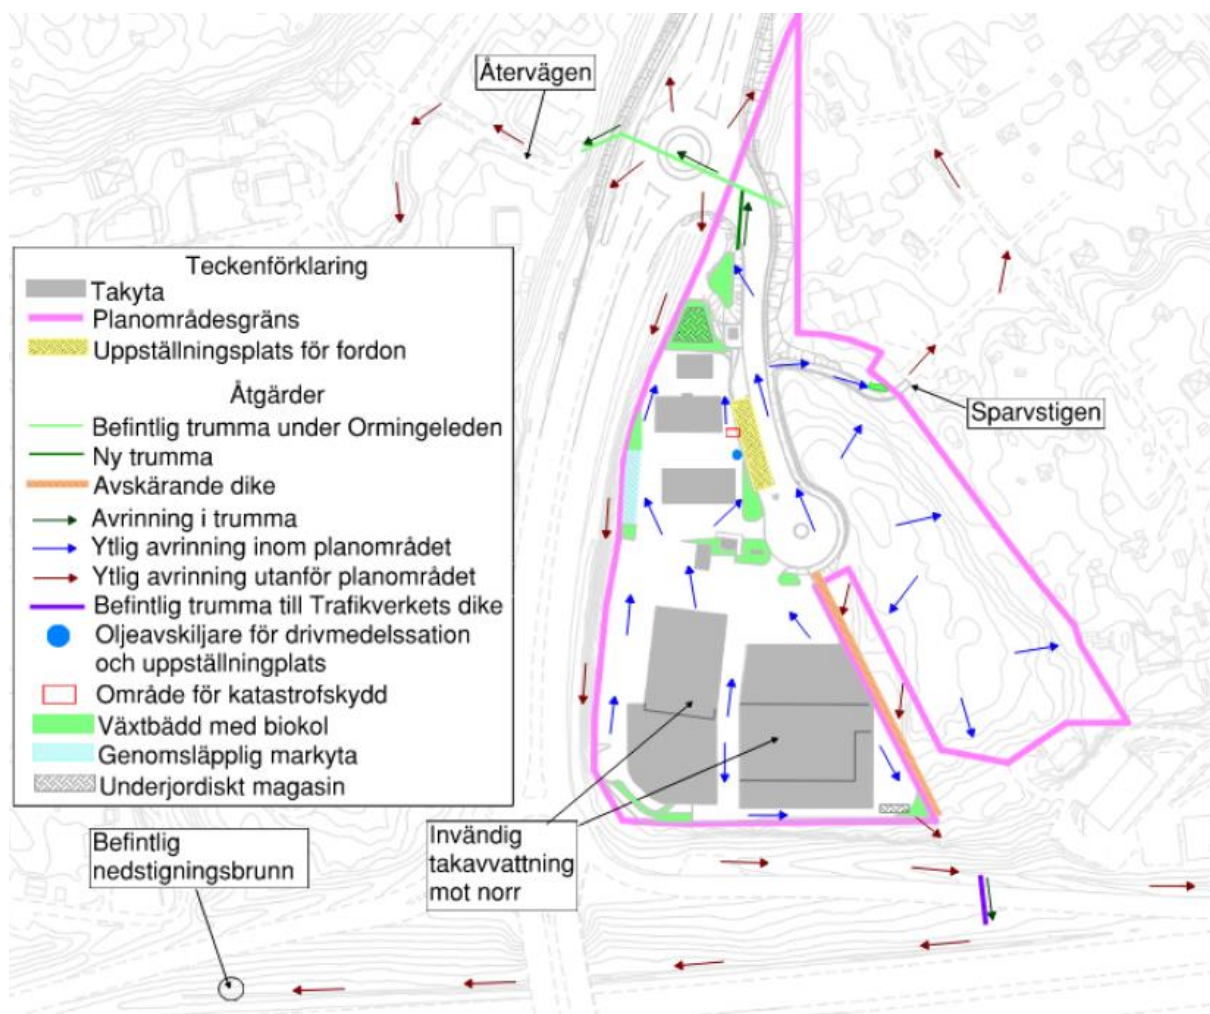 Återvägen
Teckenförklaring
Takyta
Planområdesgräns
Uppställningsplats för fordon
Åtgärder
Befintlig trumma under Ormingeleden
Ny trumma
Avskärande dike
Avrinning i trumma
Ytlig avrinning inom planområdet
Ytlig avrinning utanför planområdet
Befintlig trumma till Trafikverkets dike
Oljeavskiljare för drivmedelssation
och uppställningplats
Område för katastrofskydd
Växtbädd med biokol
Genomsläpplig markyta
Underjordiskt magasin
Sparvstigen
Befintlig
nedstigningsbrunn
Invändig
takavvattning
mot norr